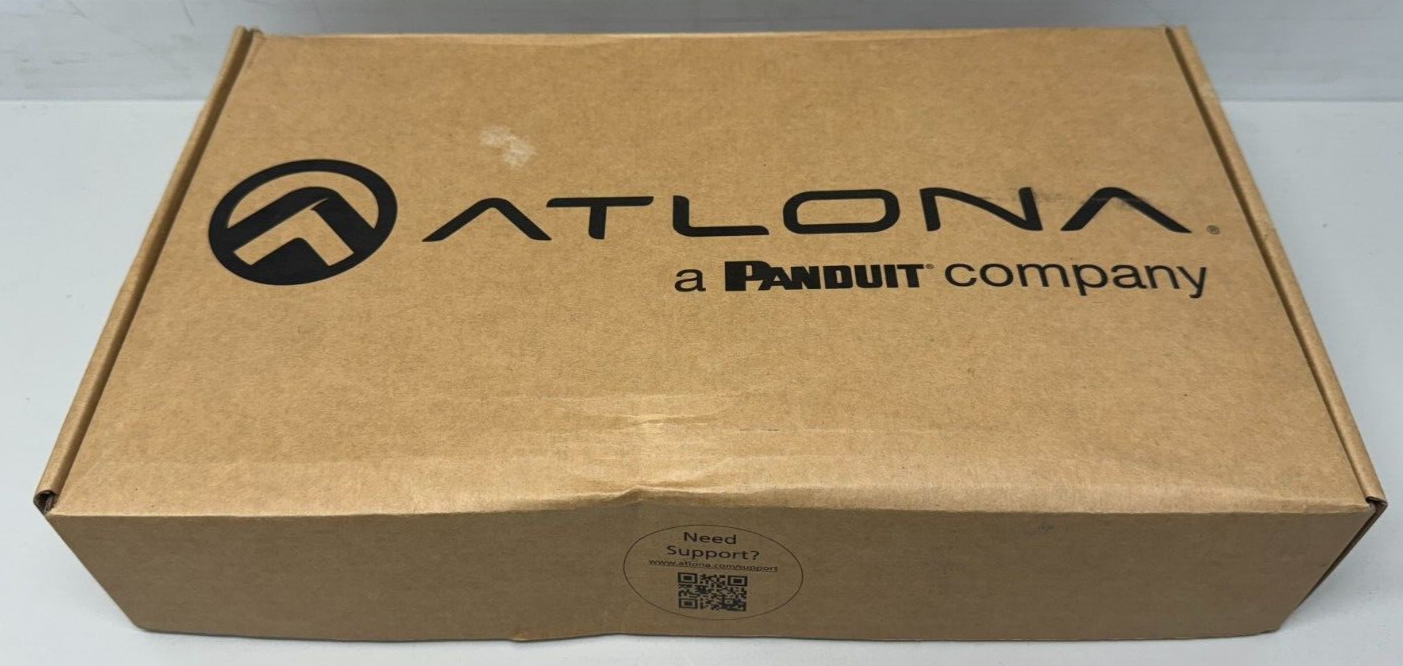 ATLONA®
a PANDUIT® company
Need
Support?
www.atlona.com/support